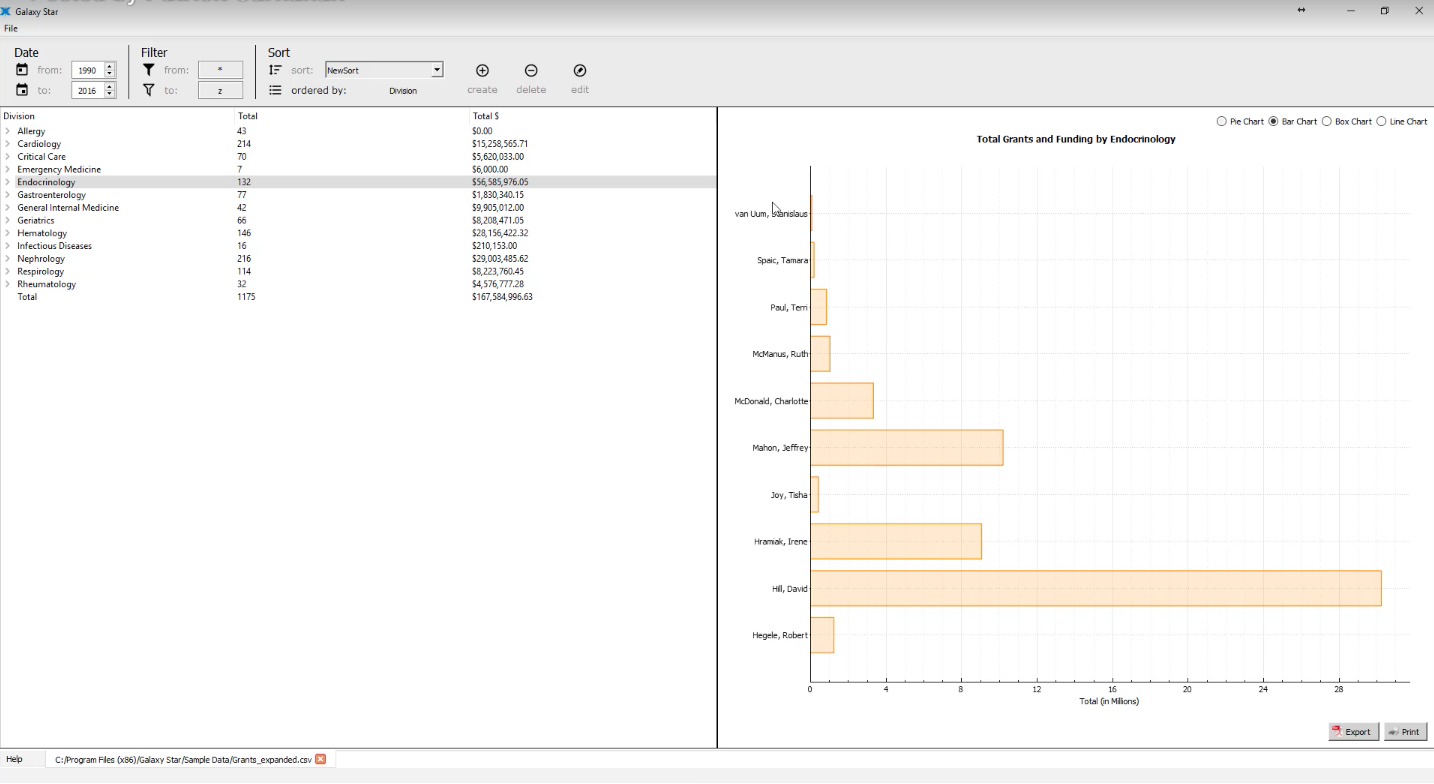 Galaxy Star
File
Date
from: 1990
to: 2016
Filter
from: *
to: z
Sort
sort: NewSort
ordered by: Division
create delete edit
Division Total Total $
Allergy 43 $0.00
Cardiology 214 $15,258,565.71
Critical Care 70 $5,620,033.00
Emergency Medicine 7 $6,000.00
Endocrinology 132 $56,585,976.05
Gastroenterology 77 $1,830,340.15
General Internal Medicine 42 $9,905,012.00
Geriatrics 66 $8,208,471.05
Hematology 146 $28,156,422.32
Infectious Diseases 16 $210,153.00
Nephrology 216 $29,003,485.62
Respirology 114 $8,223,760.45
Rheumatology 32 $4,576,777.28
Total 1175 $167,584,996.63
Pie Chart Bar Chart Box Chart Line Chart
Total Grants and Funding by Endocrinology
van Uum, Stanislaus
Spaic, Tamara
Paul, Terri
McManus, Ruth
McDonald, Charlotte
Mahon, Jeffrey
Joy, Tisha
Hramiak, Irene
Hill, David
Hegele, Robert
0 4 8 12 16 20 24 28
Total (in Millions)
Export Print
Help C:/Program Files (x86)/Galaxy Star/Sample Data/Grants_expanded.csv